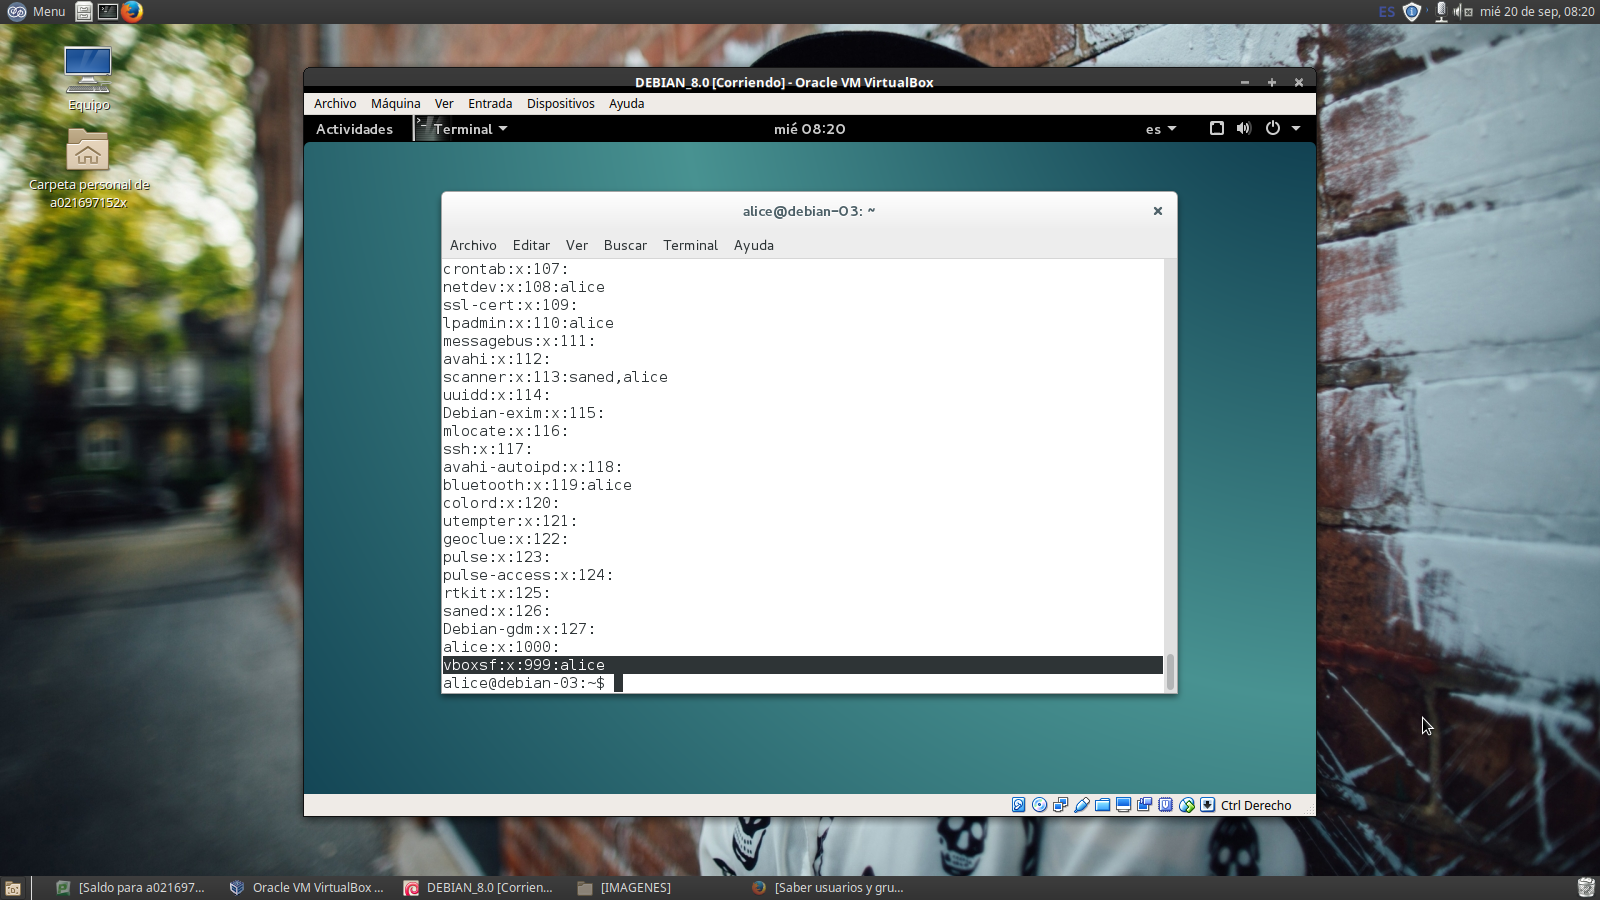 Menu
ES
mié 20 de sep, 08:20
Equipo
Carpeta personal de
a021697152x
DEBIAN_8.0 [Corriendo] - Oracle VM VirtualBox
Archivo Máquina Ver Entrada Dispositivos Ayuda
Actividades Terminal mié 08:20 es
alice@debian-03: ~
Archivo Editar Ver Buscar Terminal Ayuda
crontab:x:107:
netdev:x:108:alice
ssl-cert:x:109:
lpadmin:x:110:alice
messagebus:x:111:
avahi:x:112:
scanner:x:113:saned,alice
uuidd:x:114:
Debian-exim:x:115:
mlocate:x:116:
ssh:x:117:
avahi-autoipd:x:118:
bluetooth:x:119:alice
colord:x:120:
utempter:x:121:
geoclue:x:122:
pulse:x:123:
pulse-access:x:124:
rtkit:x:125:
saned:x:126:
Debian-gdm:x:127:
alice:x:1000:
vboxsf:x:999:alice
alice@debian-03:~$
Ctrl Derecho
[Saldo para a021697... Oracle VM VirtualBox ... DEBIAN_8.0 [Corrien... [IMAGENES] [Saber usuarios y gru...